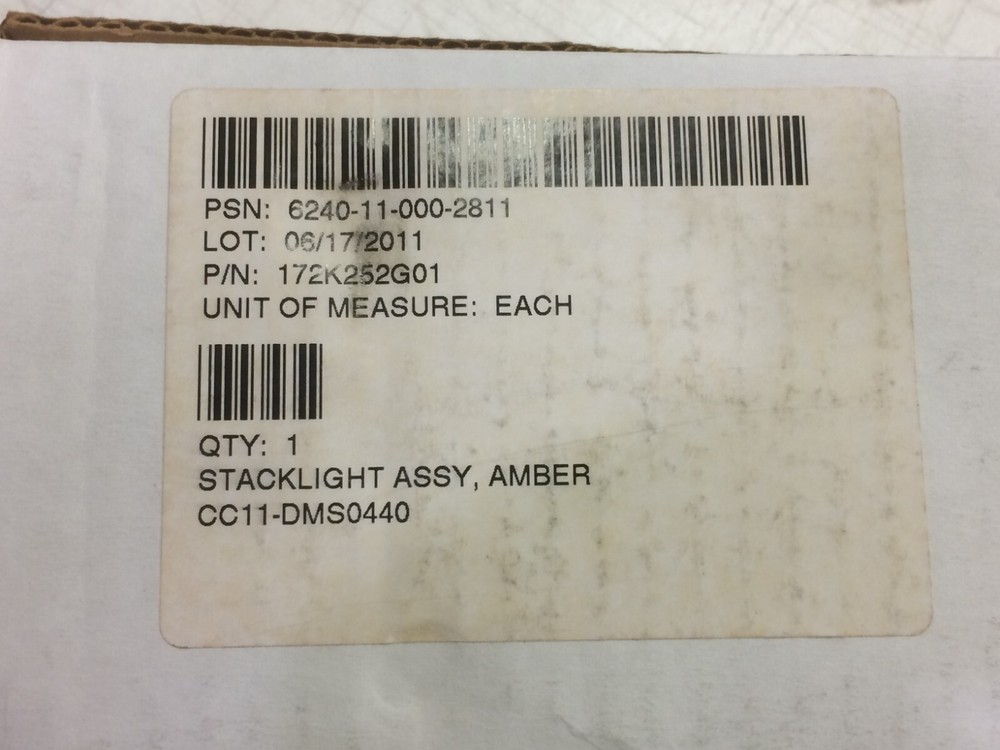 PSN: 6240-11-000-2811
LOT: 06/17/2011
P/N: 172K252G01
UNIT OF MEASURE: EACH
QTY: 1
STACKLIGHT ASSY, AMBER
CC11-DMS0440